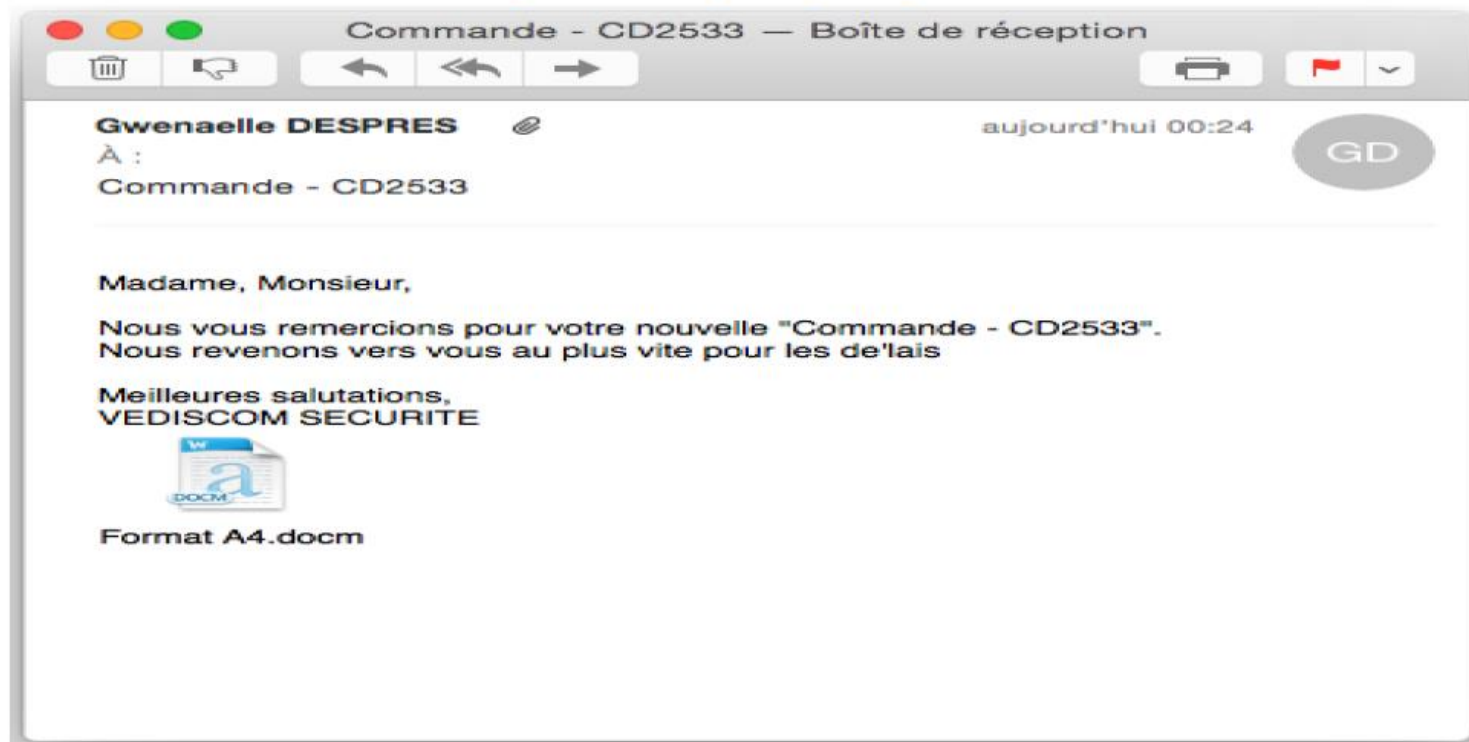 Commande - CD2533 — Boîte de réception
Gwenaelle DESPRES
aujourd'hui 00:24
GD
À :
Commande - CD2533
Madame, Monsieur,
Nous vous remercions pour votre nouvelle "Commande - CD2533".
Nous revenons vers vous au plus vite pour les de'lais
Meilleures salutations,
VEDISCOM SECURITE
W
a
DOCM
Format A4.docm